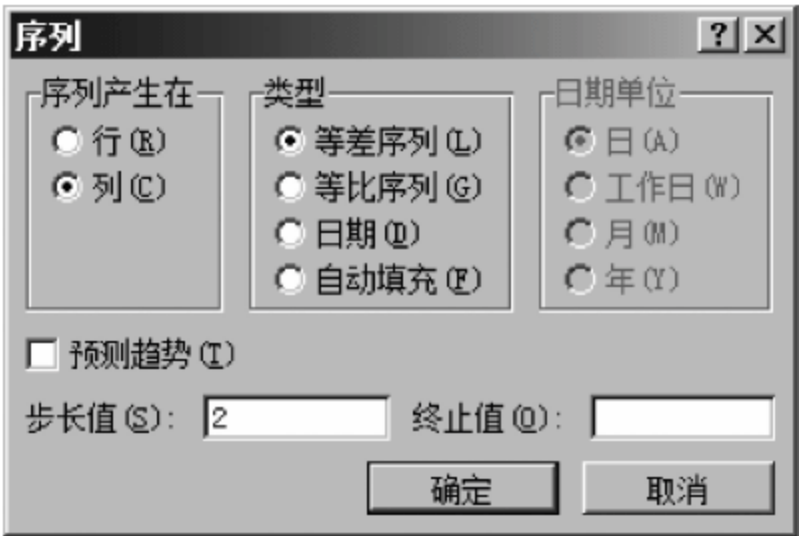 序列
序列产生在
行(R)
列(C)
类型
等差序列(L)
等比序列(G)
日期(D)
自动填充(F)
日期单位
日(A)
工作日(W)
月(M)
年(Y)
预测趋势(T)
步长值(S): 2
终止值(O):
确定
取消